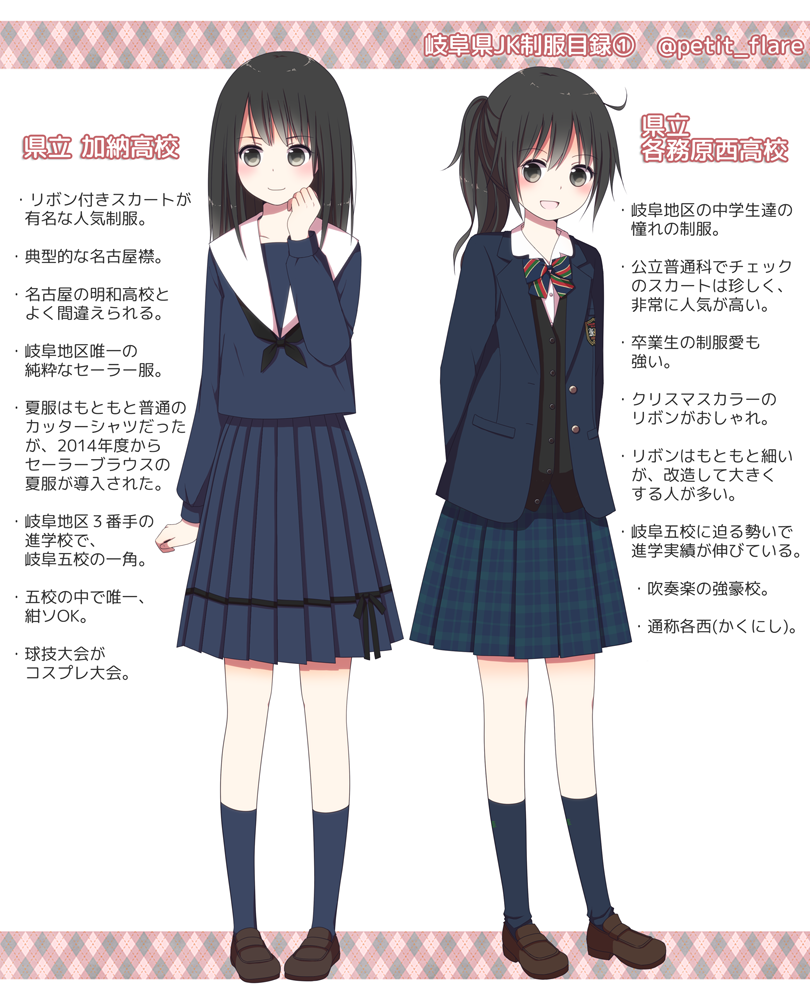 岐阜県JK制服目録① @petit_flare
県立 加納高校
・リボン付きスカートが
有名な人気制服。
・典型的な名古屋襟。
・名古屋の明和高校と
よく間違えられる。
・岐阜地区唯一の
純粋なセーラー服。
・夏服はもともと普通の
カッターシャツだった
が、2014年度から
セーラーブラウスの
夏服が導入された。
・岐阜地区３番手の
進学校で、
岐阜五校の一角。
・五校の中で唯一、
紺ソOK。
・球技大会が
コスプレ大会。
県立
各務原西高校
・岐阜地区の中学生達の
憧れの制服。
・公立普通科でチェック
のスカートは珍しく、
非常に人気が高い。
・卒業生の制服愛も
強い。
・クリスマスカラーの
リボンがおしゃれ。
・リボンはもともと細い
が、改造して大きく
する人が多い。
・岐阜五校に迫る勢いで
進学実績が伸びている。
・吹奏楽の強豪校。
・通称各西(かくにし)。